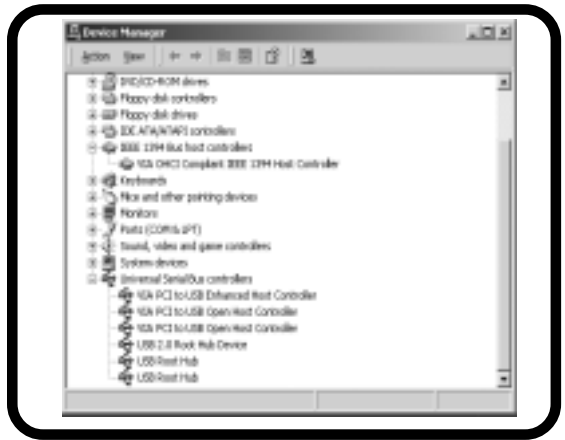 Device Manager
Action View
DVD/CD-ROM drives
Floppy disk controllers
Floppy disk drives
IDE ATA/ATAPI controllers
IEEE 1394 Bus host controllers
VIA OHCI Compliant IEEE 1394 Host Controller
Keyboards
Mice and other pointing devices
Monitors
Ports (COM & LPT)
Sound, video and game controllers
System devices
Universal Serial Bus controllers
VIA PCI to USB Enhanced Host Controller
VIA PCI to USB Open Host Controller
VIA PCI to USB Open Host Controller
USB 2.0 Root Hub Device
USB Root Hub
USB Root Hub